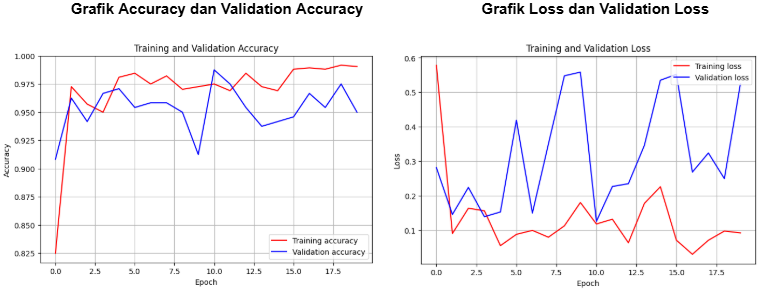 Grafik Accuracy dan Validation Accuracy
Training and Validation Accuracy
1.000
0.975
0.950
0.925
0.900
0.875
0.850
0.825
Accuracy
0.0 2.5 5.0 7.5 10.0 12.5 15.0 17.5
Epoch
Training accuracy
Validation accuracy
Grafik Loss dan Validation Loss
Training and Validation Loss
0.6
0.5
0.4
0.3
0.2
0.1
Loss
0.0 2.5 5.0 7.5 10.0 12.5 15.0 17.5
Epoch
Training loss
Validation loss